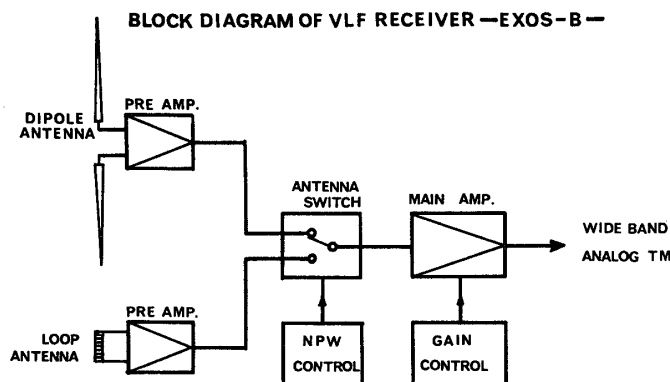 BLOCK DIAGRAM OF VLF RECEIVER —EXOS-B—
PRE AMP.
DIPOLE
ANTENNA
ANTENNA
SWITCH
MAIN AMP.
WIDE BAND
ANALOG TM
PRE AMP.
LOOP
ANTENNA
NPW
CONTROL
GAIN
CONTROL